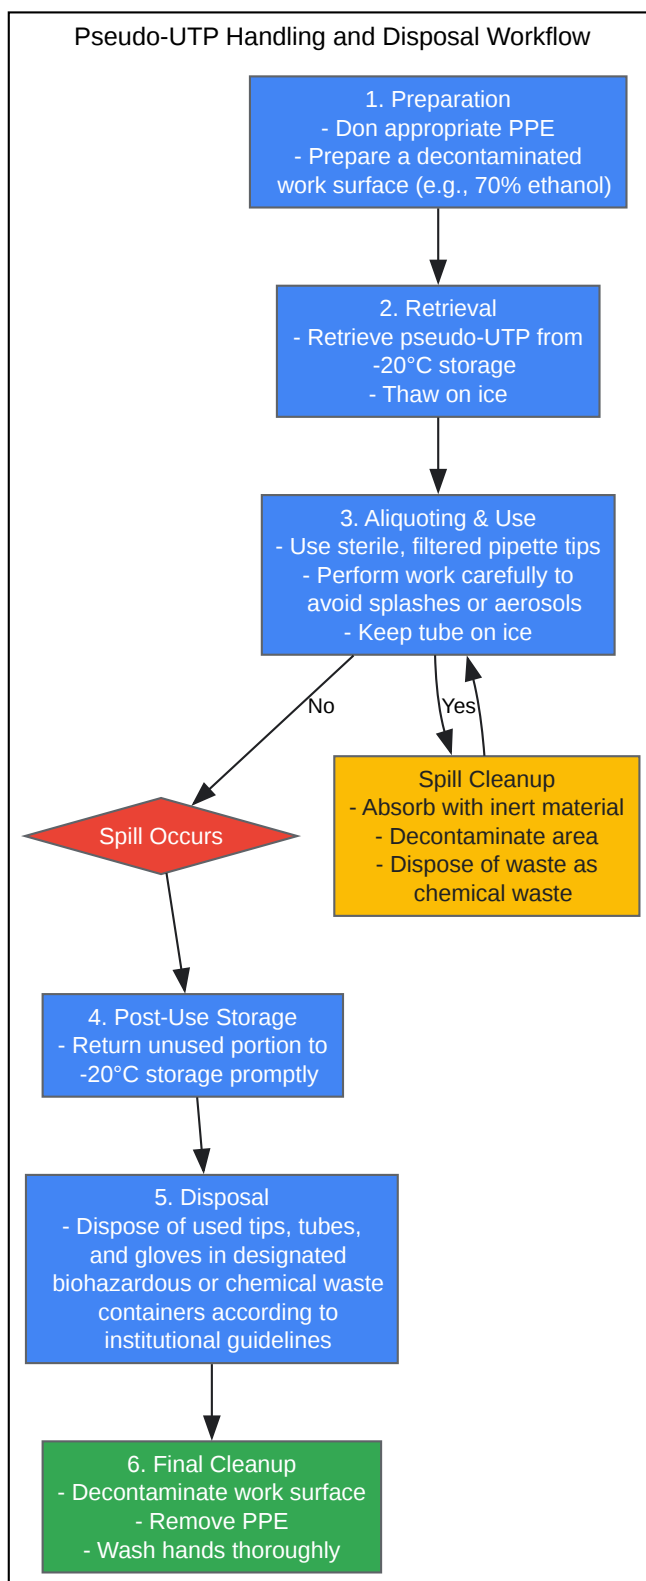 Pseudo-UTP Handling and Disposal Workflow
1. Preparation
- Don appropriate PPE
- Prepare a decontaminated
work surface (e.g., 70% ethanol)
2. Retrieval
- Retrieve pseudo-UTP from
-20°C storage
- Thaw on ice
3. Aliquoting & Use
- Use sterile, filtered pipette tips
- Perform work carefully to
avoid splashes or aerosols
- Keep tube on ice
No
Yes
Spill Cleanup
- Absorb with inert material
- Decontaminate area
- Dispose of waste as
chemical waste
Spill Occurs
4. Post-Use Storage
- Return unused portion to
-20°C storage promptly
5. Disposal
- Dispose of used tips, tubes,
and gloves in designated
biohazardous or chemical waste
containers according to
institutional guidelines
6. Final Cleanup
- Decontaminate work surface
- Remove PPE
- Wash hands thoroughly